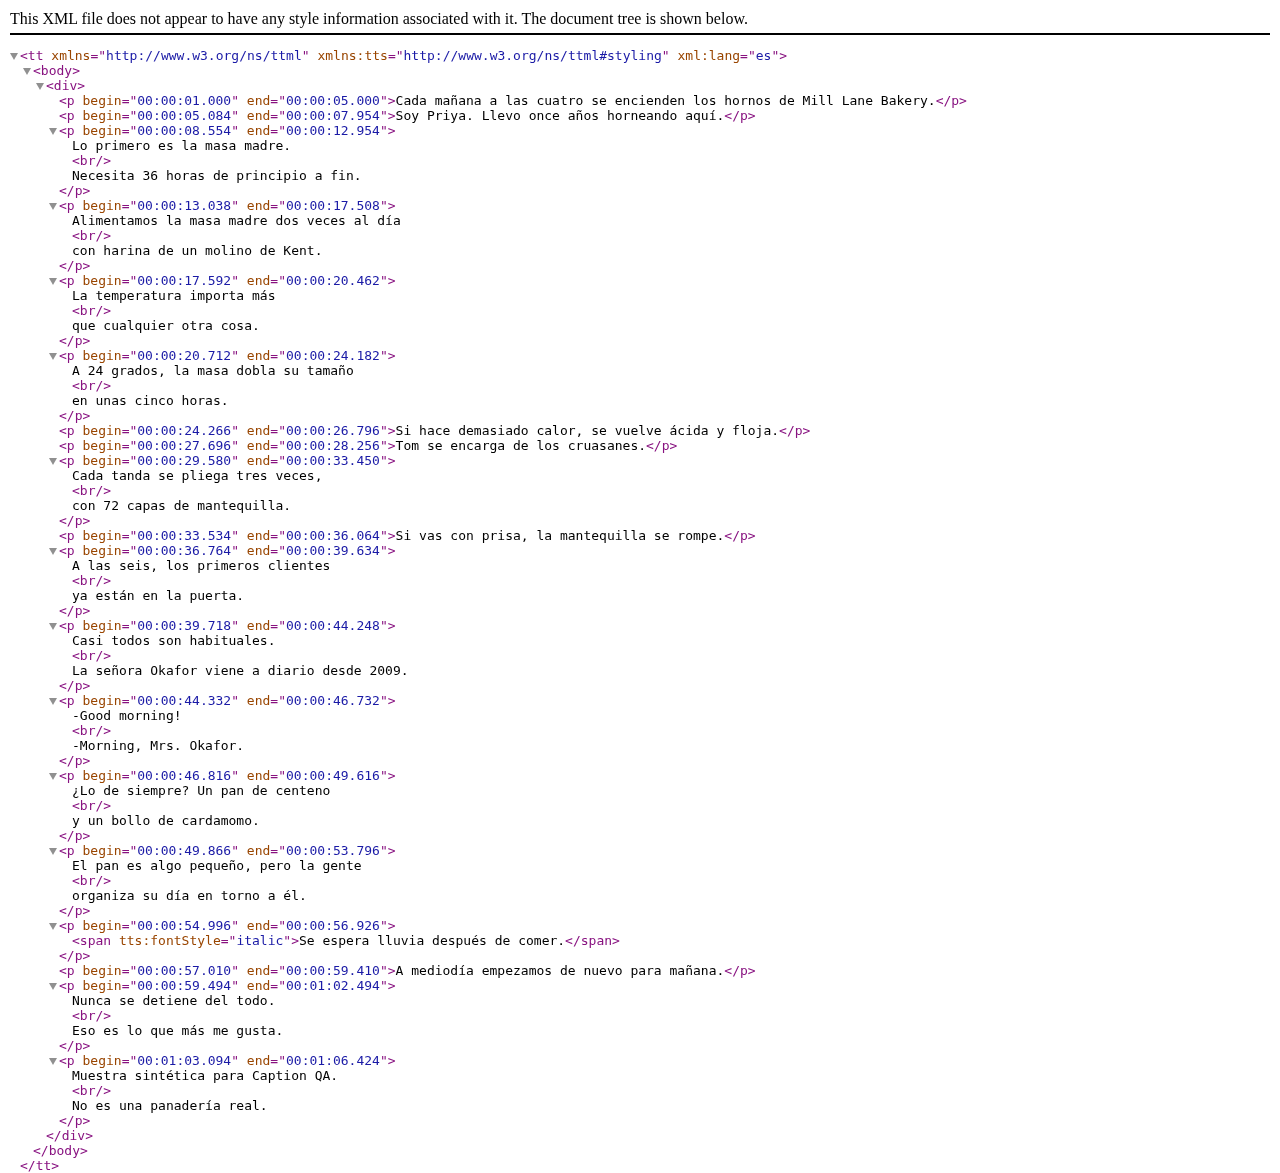 This XML file does not appear to have any style information associated with it. The document tree is shown below.
<tt xmlns="http://www.w3.org/ns/ttml" xmlns:tts="http://www.w3.org/ns/ttml#styling" xml:lang="es">
<body>
<div>
<p begin="00:00:01.000" end="00:00:05.000">Cada mañana a las cuatro se encienden los hornos de Mill Lane Bakery.</p>
<p begin="00:00:05.084" end="00:00:07.954">Soy Priya. Llevo once años horneando aquí.</p>
<p begin="00:00:08.554" end="00:00:12.954">
Lo primero es la masa madre.
<br/>
Necesita 36 horas de principio a fin.
</p>
<p begin="00:00:13.038" end="00:00:17.508">
Alimentamos la masa madre dos veces al día
<br/>
con harina de un molino de Kent.
</p>
<p begin="00:00:17.592" end="00:00:20.462">
La temperatura importa más
<br/>
que cualquier otra cosa.
</p>
<p begin="00:00:20.712" end="00:00:24.182">
A 24 grados, la masa dobla su tamaño
<br/>
en unas cinco horas.
</p>
<p begin="00:00:24.266" end="00:00:26.796">Si hace demasiado calor, se vuelve ácida y floja.</p>
<p begin="00:00:27.696" end="00:00:28.256">Tom se encarga de los cruasanes.</p>
<p begin="00:00:29.580" end="00:00:33.450">
Cada tanda se pliega tres veces,
<br/>
con 72 capas de mantequilla.
</p>
<p begin="00:00:33.534" end="00:00:36.064">Si vas con prisa, la mantequilla se rompe.</p>
<p begin="00:00:36.764" end="00:00:39.634">
A las seis, los primeros clientes
<br/>
ya están en la puerta.
</p>
<p begin="00:00:39.718" end="00:00:44.248">
Casi todos son habituales.
<br/>
La señora Okafor viene a diario desde 2009.
</p>
<p begin="00:00:44.332" end="00:00:46.732">
-Good morning!
<br/>
-Morning, Mrs. Okafor.
</p>
<p begin="00:00:46.816" end="00:00:49.616">
¿Lo de siempre? Un pan de centeno
<br/>
y un bollo de cardamomo.
</p>
<p begin="00:00:49.866" end="00:00:53.796">
El pan es algo pequeño, pero la gente
<br/>
organiza su día en torno a él.
</p>
<p begin="00:00:54.996" end="00:00:56.926">
<span tts:fontStyle="italic">Se espera lluvia después de comer.</span>
</p>
<p begin="00:00:57.010" end="00:00:59.410">A mediodía empezamos de nuevo para mañana.</p>
<p begin="00:00:59.494" end="00:01:02.494">
Nunca se detiene del todo.
<br/>
Eso es lo que más me gusta.
</p>
<p begin="00:01:03.094" end="00:01:06.424">
Muestra sintética para Caption QA.
<br/>
No es una panadería real.
</p>
</div>
</body>
</tt>